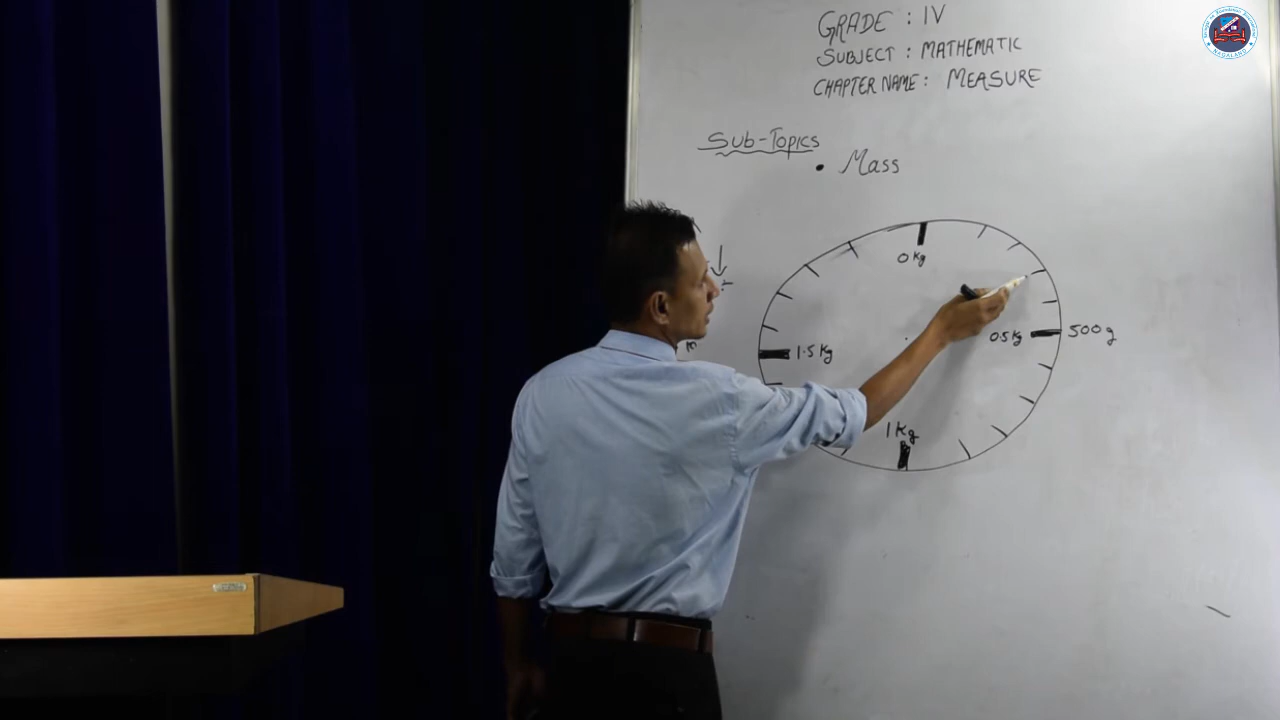 GRADE : IV
SUBJECT : MATHEMATIC
CHAPTER NAME : MEASURE
Sub-Topics
• Mass
0 Kg
0.5 Kg
500 g
1.5 Kg
1 Kg
NAGALAND